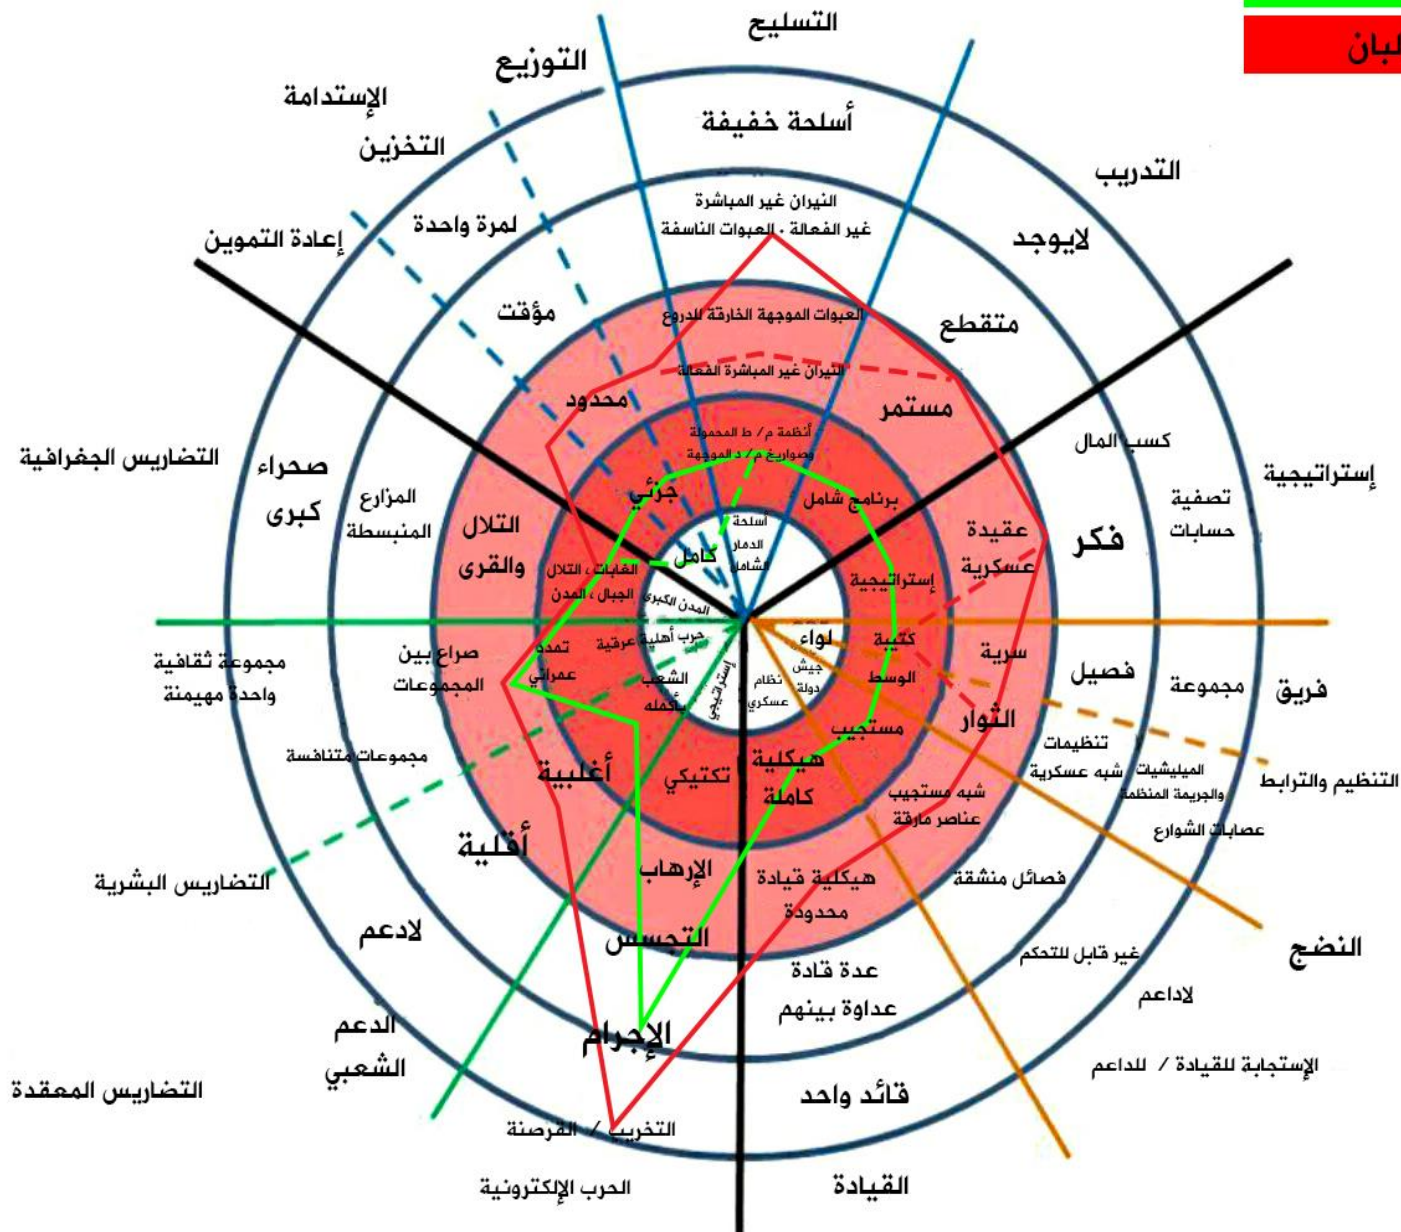 التسليح
التوزيع
الإستدامة
التخزين
إعادة التموين
التدريب
أسلحة خفيفة
النيران غير المباشرة
غير الفعالة . العبوات الناسفة
العبوات الموجهة الخارقة للدروع
النيران غير المباشرة الفعالة
أنظمة م/ ط المحمولة
وصواريخ م/ د الموجهة
أسلحة
الدمار
الشامل
لايوجد
متقطع
مستمر
برنامج شامل
لمرة واحدة
مؤقت
محدود
جزئي
كامل
إستراتيجية
تصفية
حسابات
كسب المال
فكر
عقيدة
عسكرية
إستراتيجية
فريق
مجموعة
فصيل
سرية
كتيبة
لواء
التنظيم والترابط
عصابات الشوارع
الميليشيات
والجريمة المنظمة
تنظيمات
شبه عسكرية
الثوار
الوسط
جيش
دولة
النضج
الإستجابة للقيادة / للداعم
لاداعم
غير قابل للتحكم
فصائل منشقة
شبه مستجيب
عناصر مارقة
مستجيب
نظام
عسكري
القيادة
قائد واحد
عدة قادة
عداوة بينهم
هيكلية قيادة
محدودة
هيكلية
كاملة
الحرب الإلكترونية
التخريب / القرصنة
الإجرام
التجسس
الإرهاب
تكتيكي
إستراتيجي
التضاريس المعقدة
الدعم
الشعبي
لادعم
أقلية
أغلبية
الشعب
بأكمله
التضاريس البشرية
مجموعة ثقافية
واحدة مهيمنة
مجموعات متنافسة
صراع بين
المجموعات
تمدد
عمراني
حرب أهلية عرقية
التضاريس الجغرافية
صحراء
كبرى
المزارع
المنبسطة
التلال
والقرى
الغابات ، التلال
الجبال ، المدن
المدن الكبرى